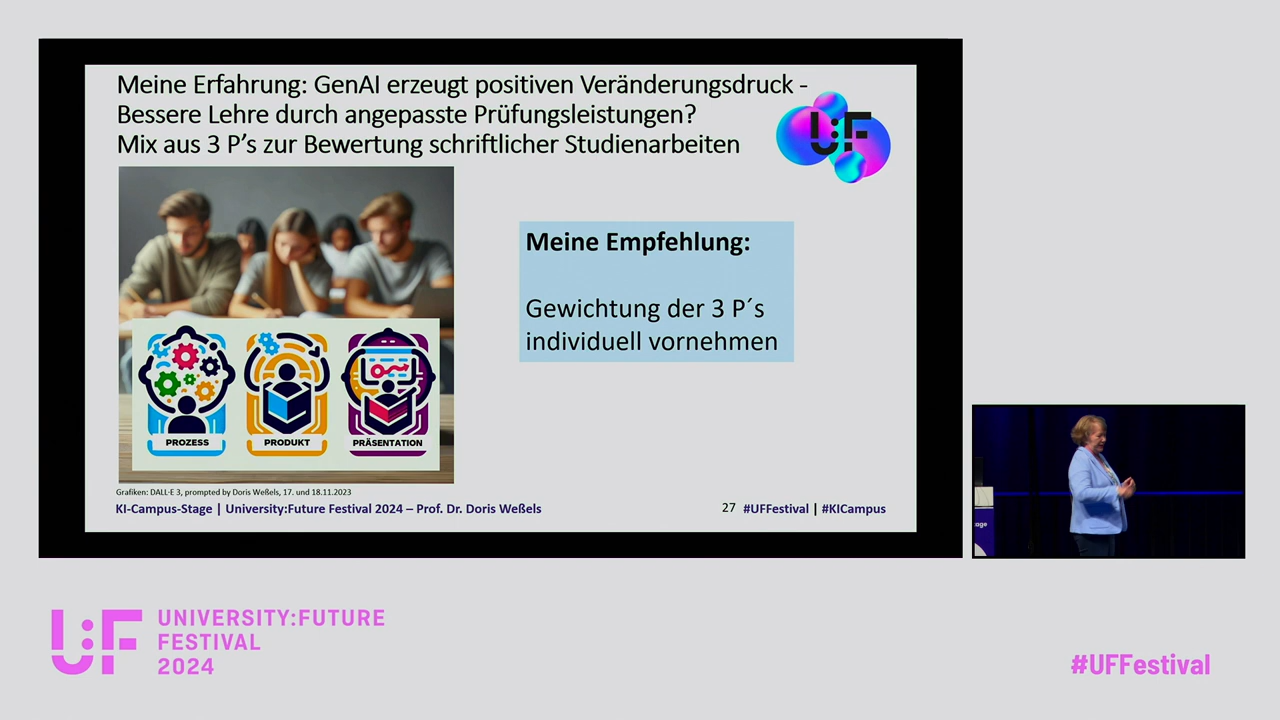 Meine Erfahrung: GenAI erzeugt positiven Veränderungsdruck -
Bessere Lehre durch angepasste Prüfungsleistungen?
Mix aus 3 P’s zur Bewertung schriftlicher Studienarbeiten
U:F
Meine Empfehlung:
Gewichtung der 3 P´s
individuell vornehmen
PROZESS
PRODUKT
PRÄSENTATION
Grafiken: DALL·E 3, prompted by Doris Weßels, 17. und 18.11.2023
KI-Campus-Stage | University:Future Festival 2024 – Prof. Dr. Doris Weßels
27 #UFFestival | #KICampus
age
U:F
UNIVERSITY:FUTURE
FESTIVAL
2024
#UFFestival